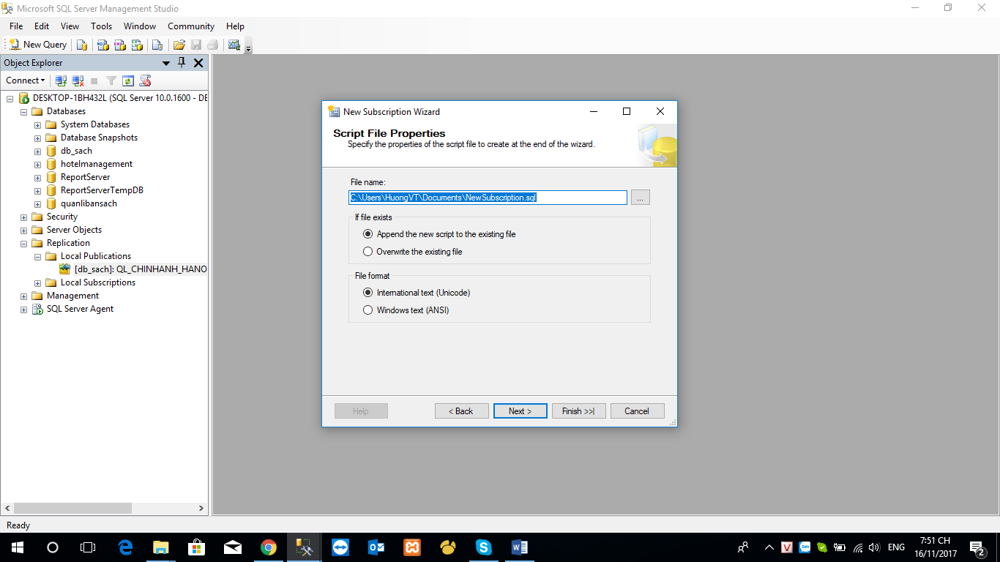 Microsoft SQL Server Management Studio
File Edit View Tools Window Community Help
New Query
Object Explorer
Connect
DESKTOP-1BH432L (SQL Server 10.0.1600 - DE
Databases
System Databases
Database Snapshots
db_sach
hotelmanagement
ReportServer
ReportServerTempDB
quanlibansach
Security
Server Objects
Replication
Local Publications
[db_sach]: QL_CHINHANH_HANO
Local Subscriptions
Management
SQL Server Agent
New Subscription Wizard
Script File Properties
Specify the properties of the script file to create at the end of the wizard.
File name:
C:\Users\HuongVT\Documents\NewSubscription.sql
...
If file exists
Append the new script to the existing file
Overwrite the existing file
File format
International text (Unicode)
Windows text (ANSI)
Help < Back Next > Finish >>| Cancel
Ready
ENG
7:51 CH
16/11/2017
2